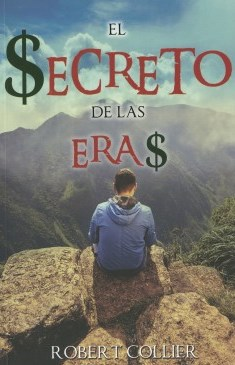 EL
$ECRETO
DE LAS
ERA$
ROBERT COLLIER